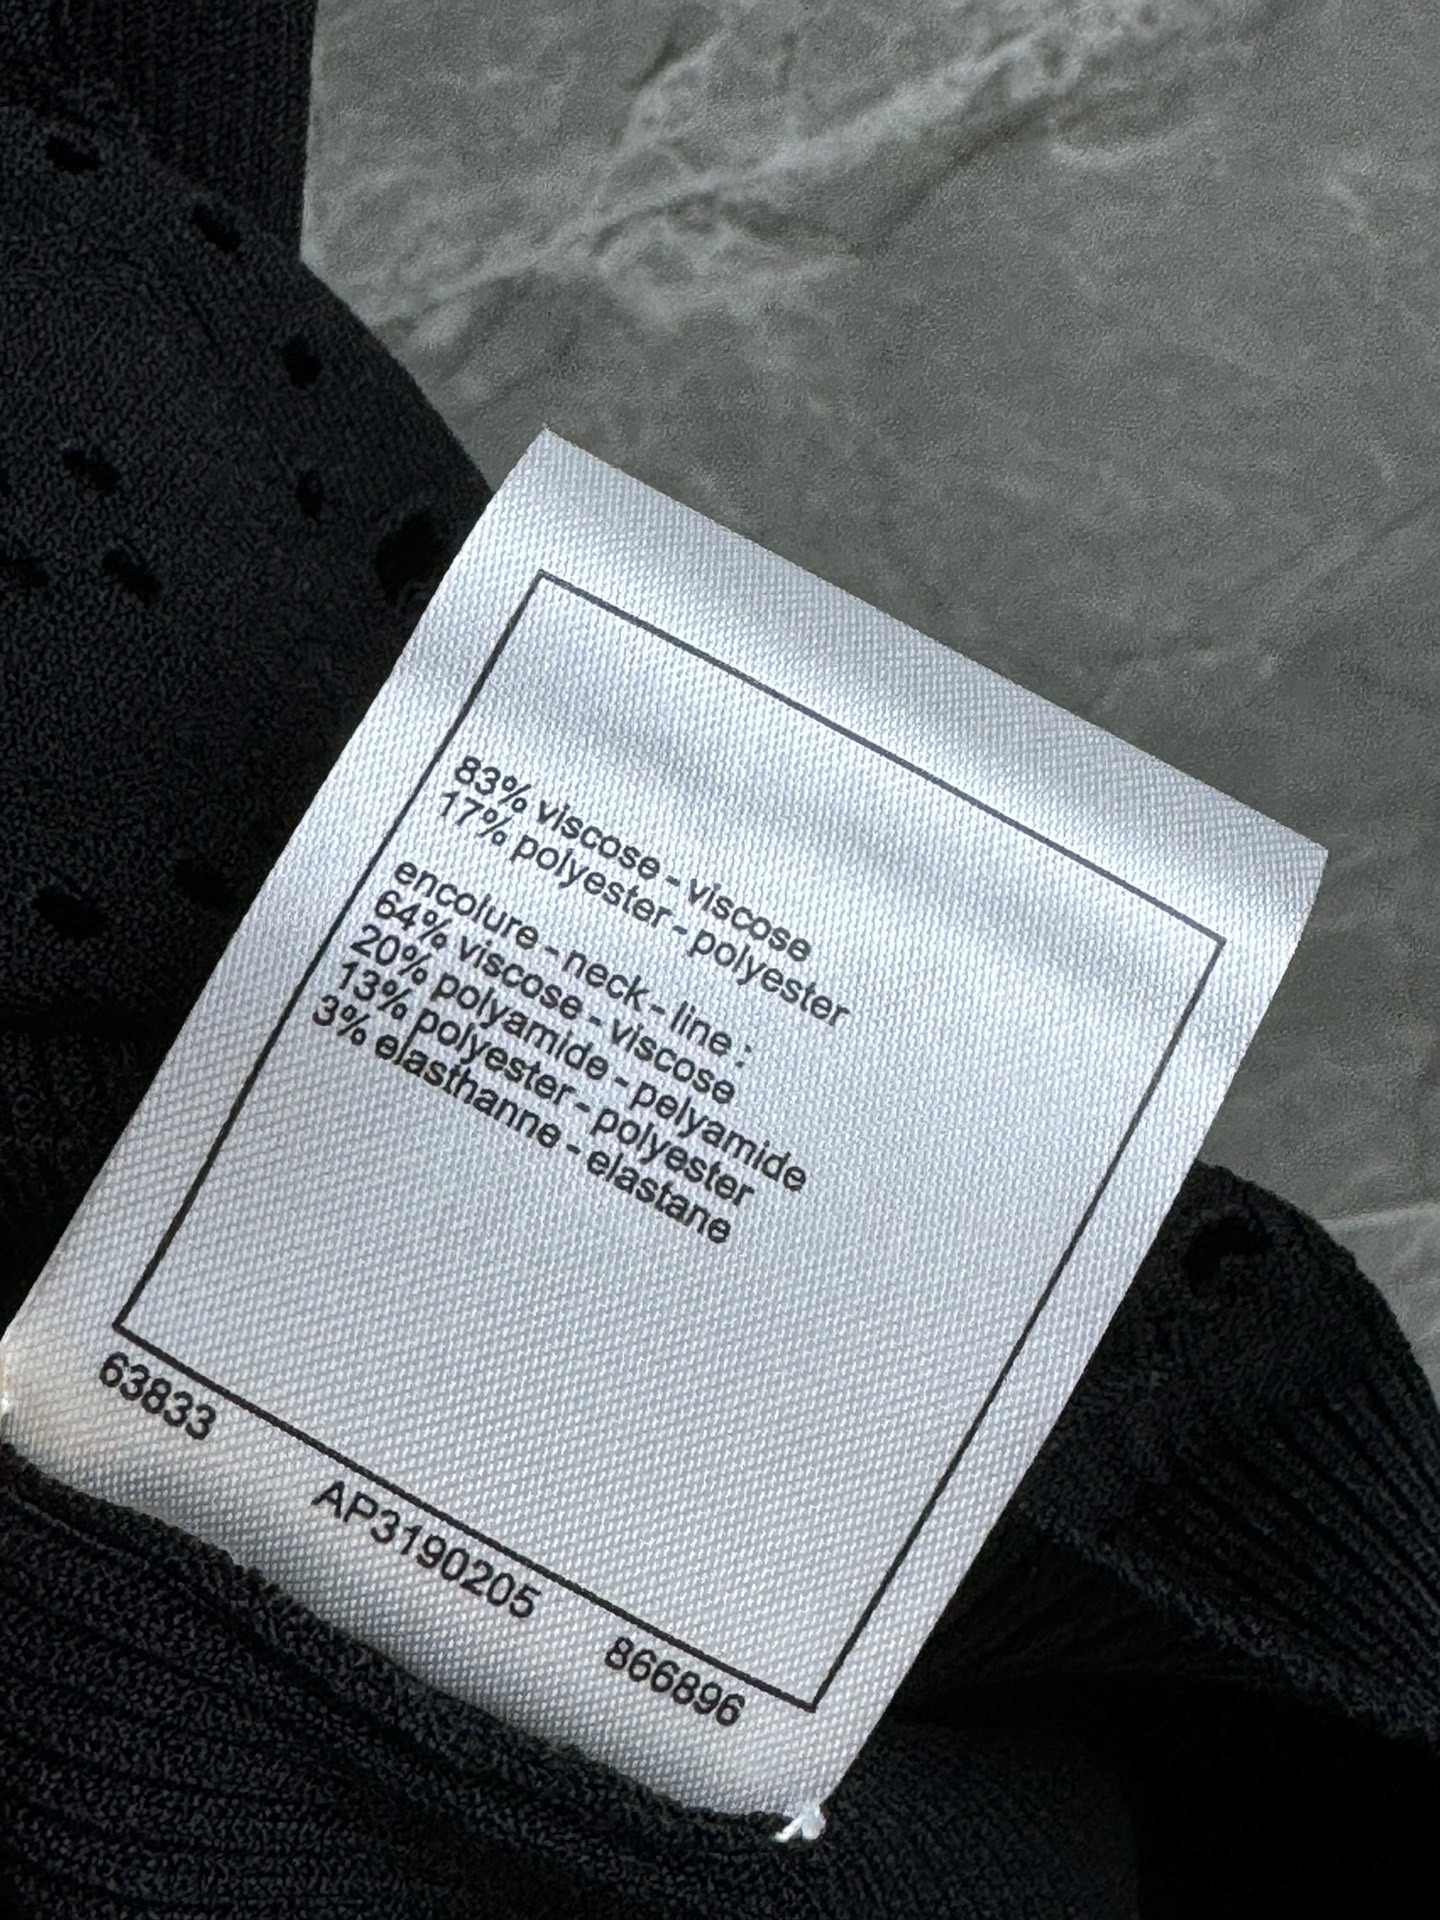 83% viscose - viscose
17% polyester - polyester
encolure - neck - line :
64% viscose - viscose
20% polyamide - pelyamide
13% polyester - polyester
3% elasthanne - elastane
63833
AP3190205
866896